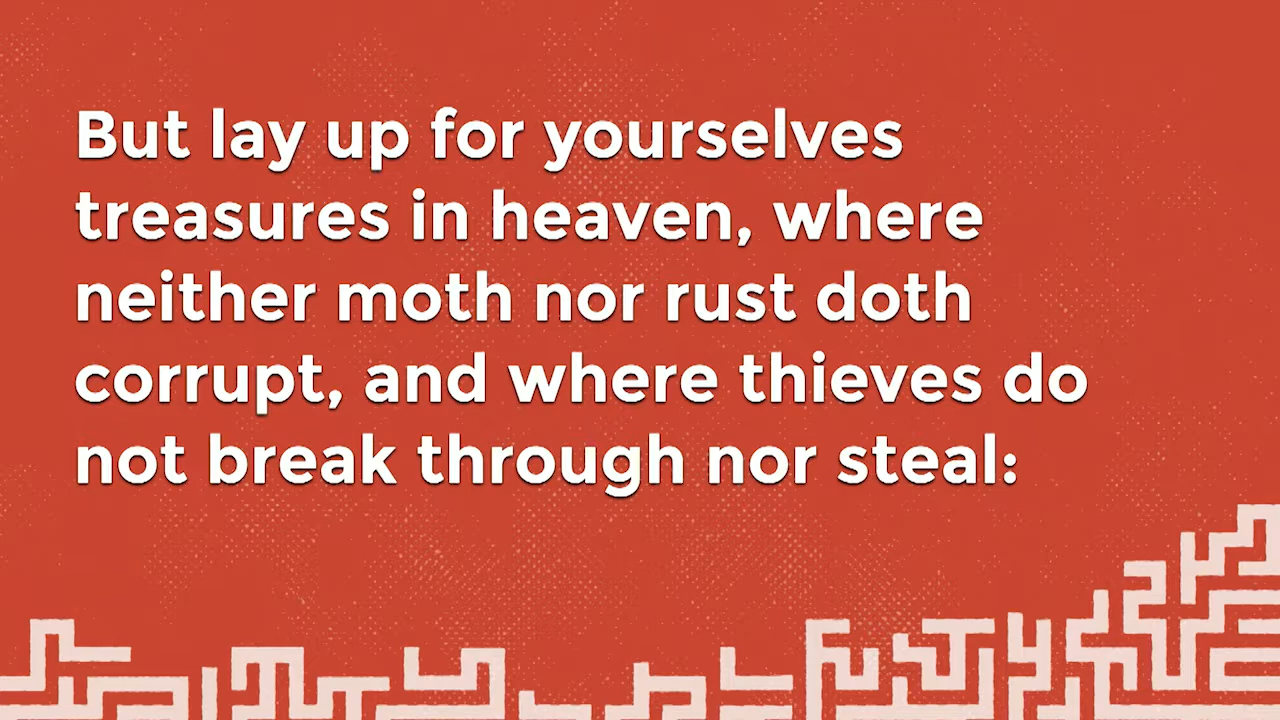 But lay up for yourselves
treasures in heaven, where
neither moth nor rust doth
corrupt, and where thieves do
not break through nor steal: